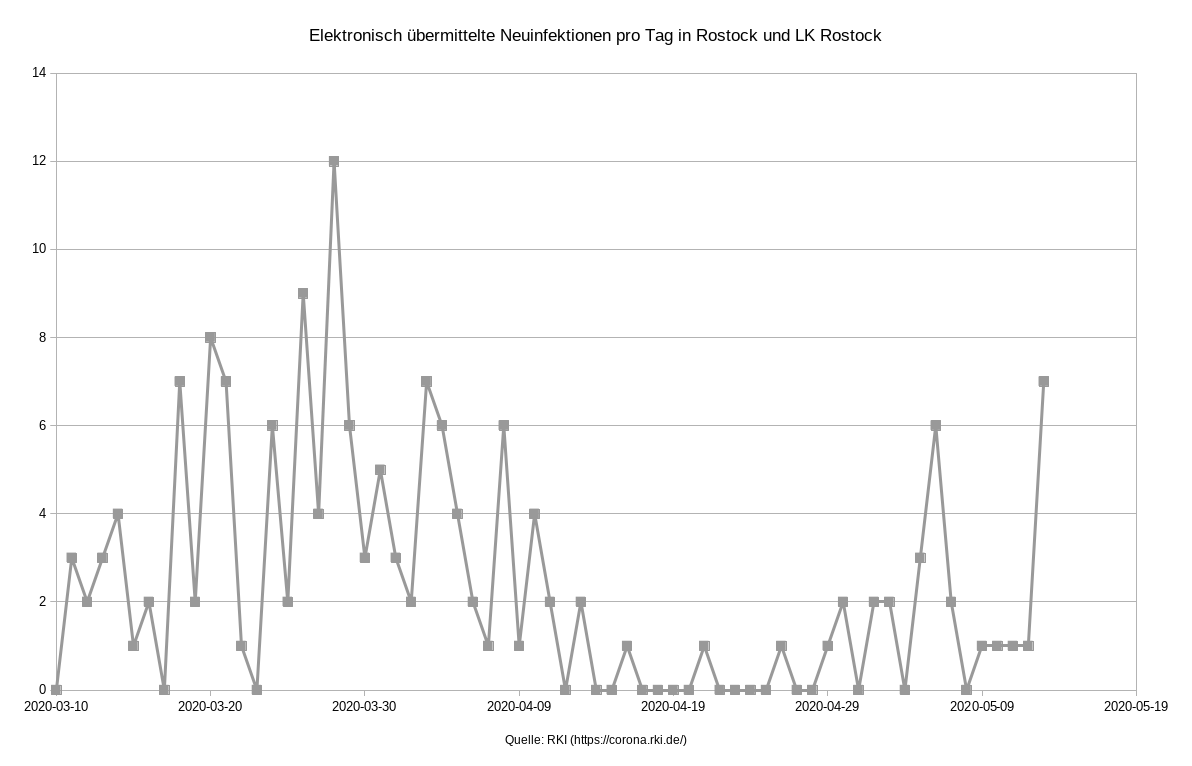 Elektronisch übermittelte Neuinfektionen pro Tag in Rostock und LK Rostock
14
12
10
8
6
4
2
0
2020-03-10 2020-03-20 2020-03-30 2020-04-09 2020-04-19 2020-04-29 2020-05-09 2020-05-19
Quelle: RKI (https://corona.rki.de/)